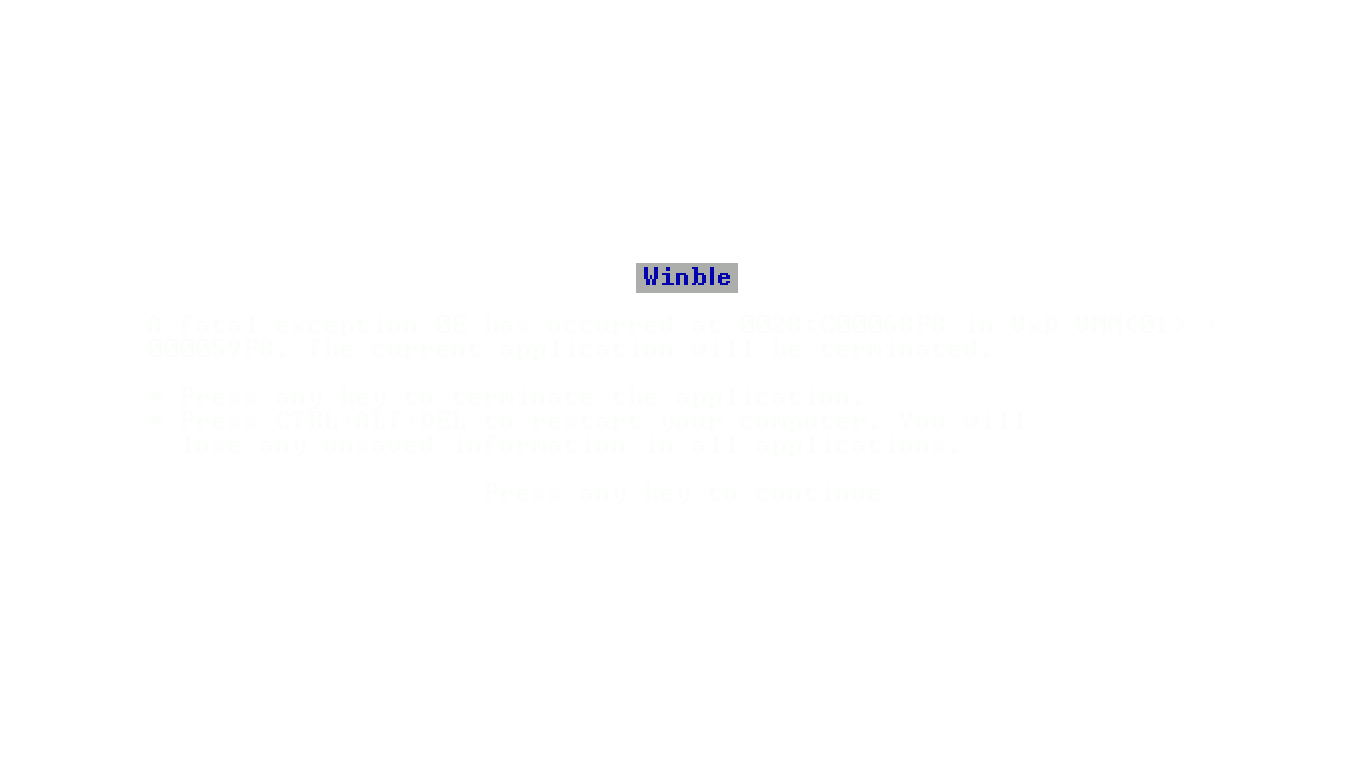 Winble
A fatal exception 0E has occurred at 0028:C00068F8 in VxD VMM(01) +
000059F8. The current application will be terminated.
* Press any key to terminate the application.
* Press CTRL+ALT+DEL to restart your computer. You will
lose any unsaved information in all applications.
Press any key to continue